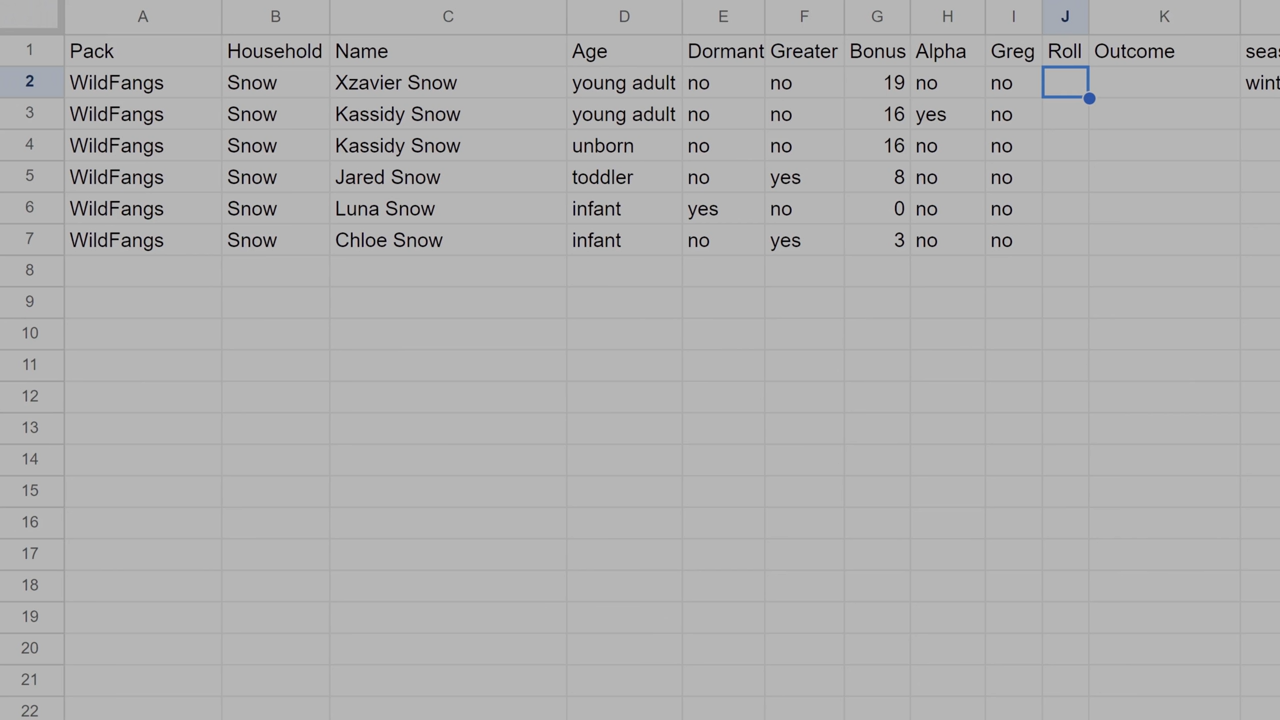 A B C D E F G H I J K
1 Pack Household Name Age Dormant Greater Bonus Alpha Greg Roll Outcome seas
2 WildFangs Snow Xzavier Snow young adult no no 19 no no wint
3 WildFangs Snow Kassidy Snow young adult no no 16 yes no
4 WildFangs Snow Kassidy Snow unborn no no 16 no no
5 WildFangs Snow Jared Snow toddler no yes 8 no no
6 WildFangs Snow Luna Snow infant yes no 0 no no
7 WildFangs Snow Chloe Snow infant no yes 3 no no
8
9
10
11
12
13
14
15
16
17
18
19
20
21
22